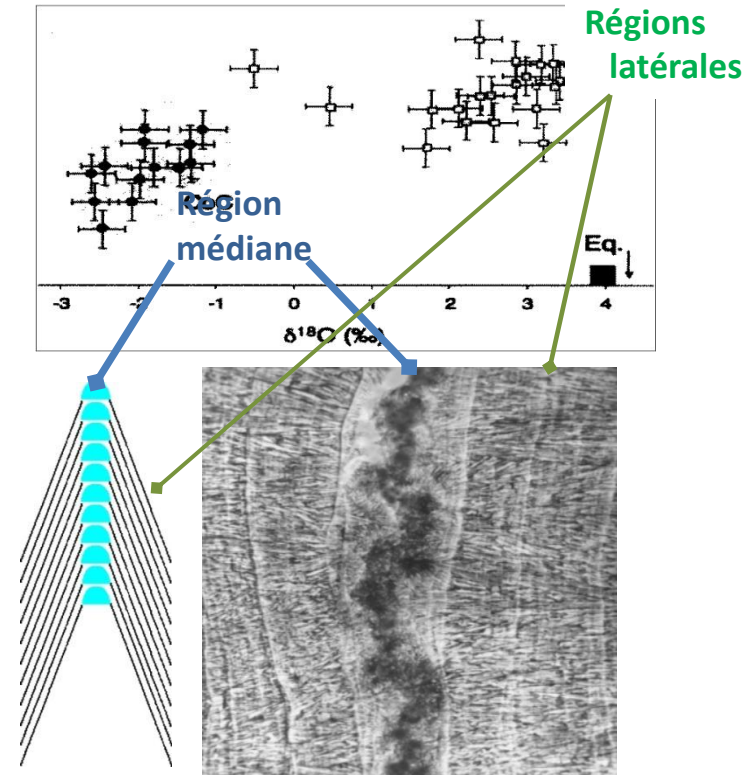 Régions
latérales
Région
médiane
Eq.
-3 -2 -1 0 1 2 3 4
δ¹⁸O (‰)